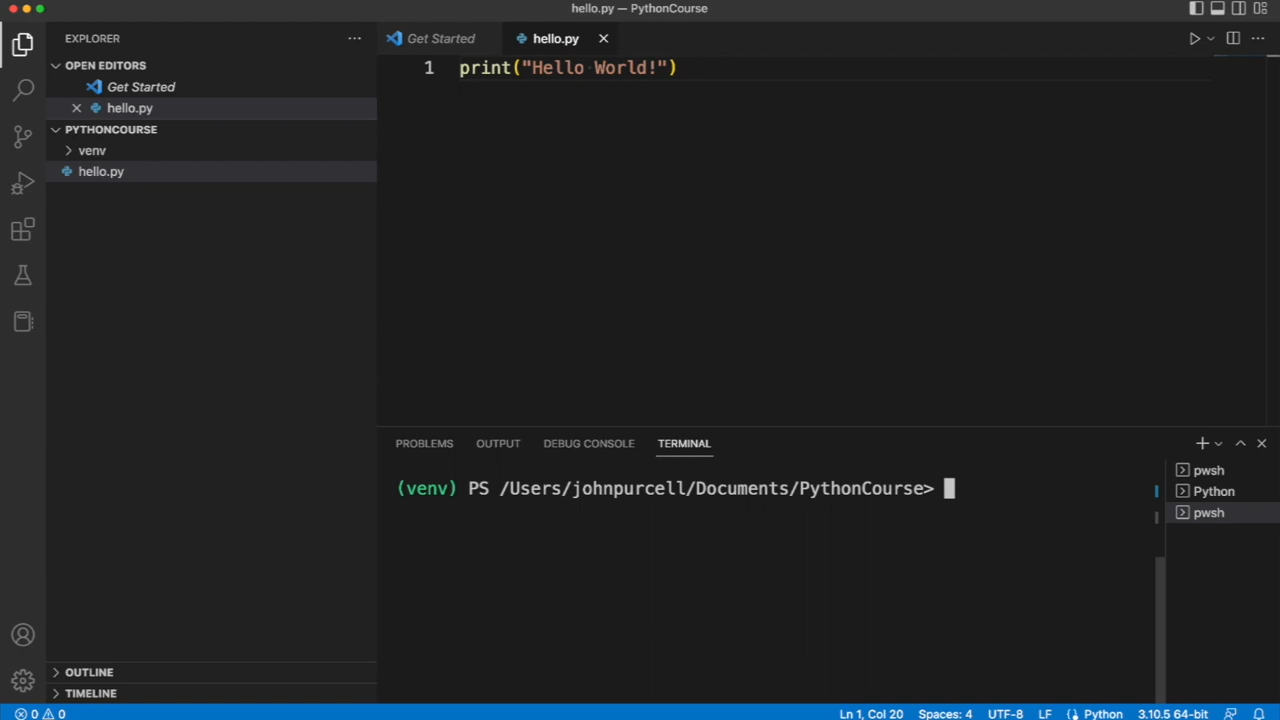 hello.py — PythonCourse
EXPLORER
OPEN EDITORS
Get Started
hello.py
PYTHONCOURSE
venv
hello.py
OUTLINE
TIMELINE
Get Started
hello.py
1 print("Hello World!")
PROBLEMS OUTPUT DEBUG CONSOLE TERMINAL
(venv) PS /Users/johnpurcell/Documents/PythonCourse>
pwsh
Python
pwsh
0 0
Ln 1, Col 20 Spaces: 4 UTF-8 LF Python 3.10.5 64-bit